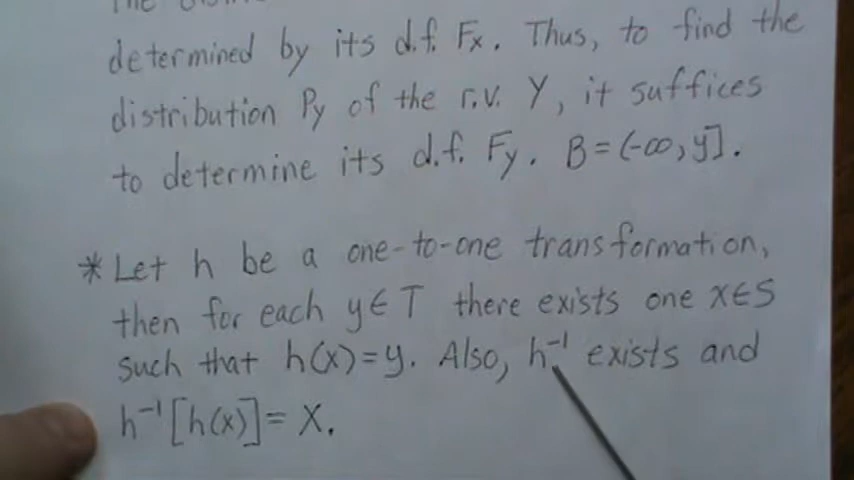 The
determined by its d.f. Fx. Thus, to find the
distribution Py of the r.v. Y, it suffices
to determine its d.f. Fy. B=(-∞,y].
*Let h be a one-to-one transformation,
then for each y∈T there exists one x∈S
such that h(x)=y. Also, h⁻¹ exists and
h⁻¹[h(x)]=X.